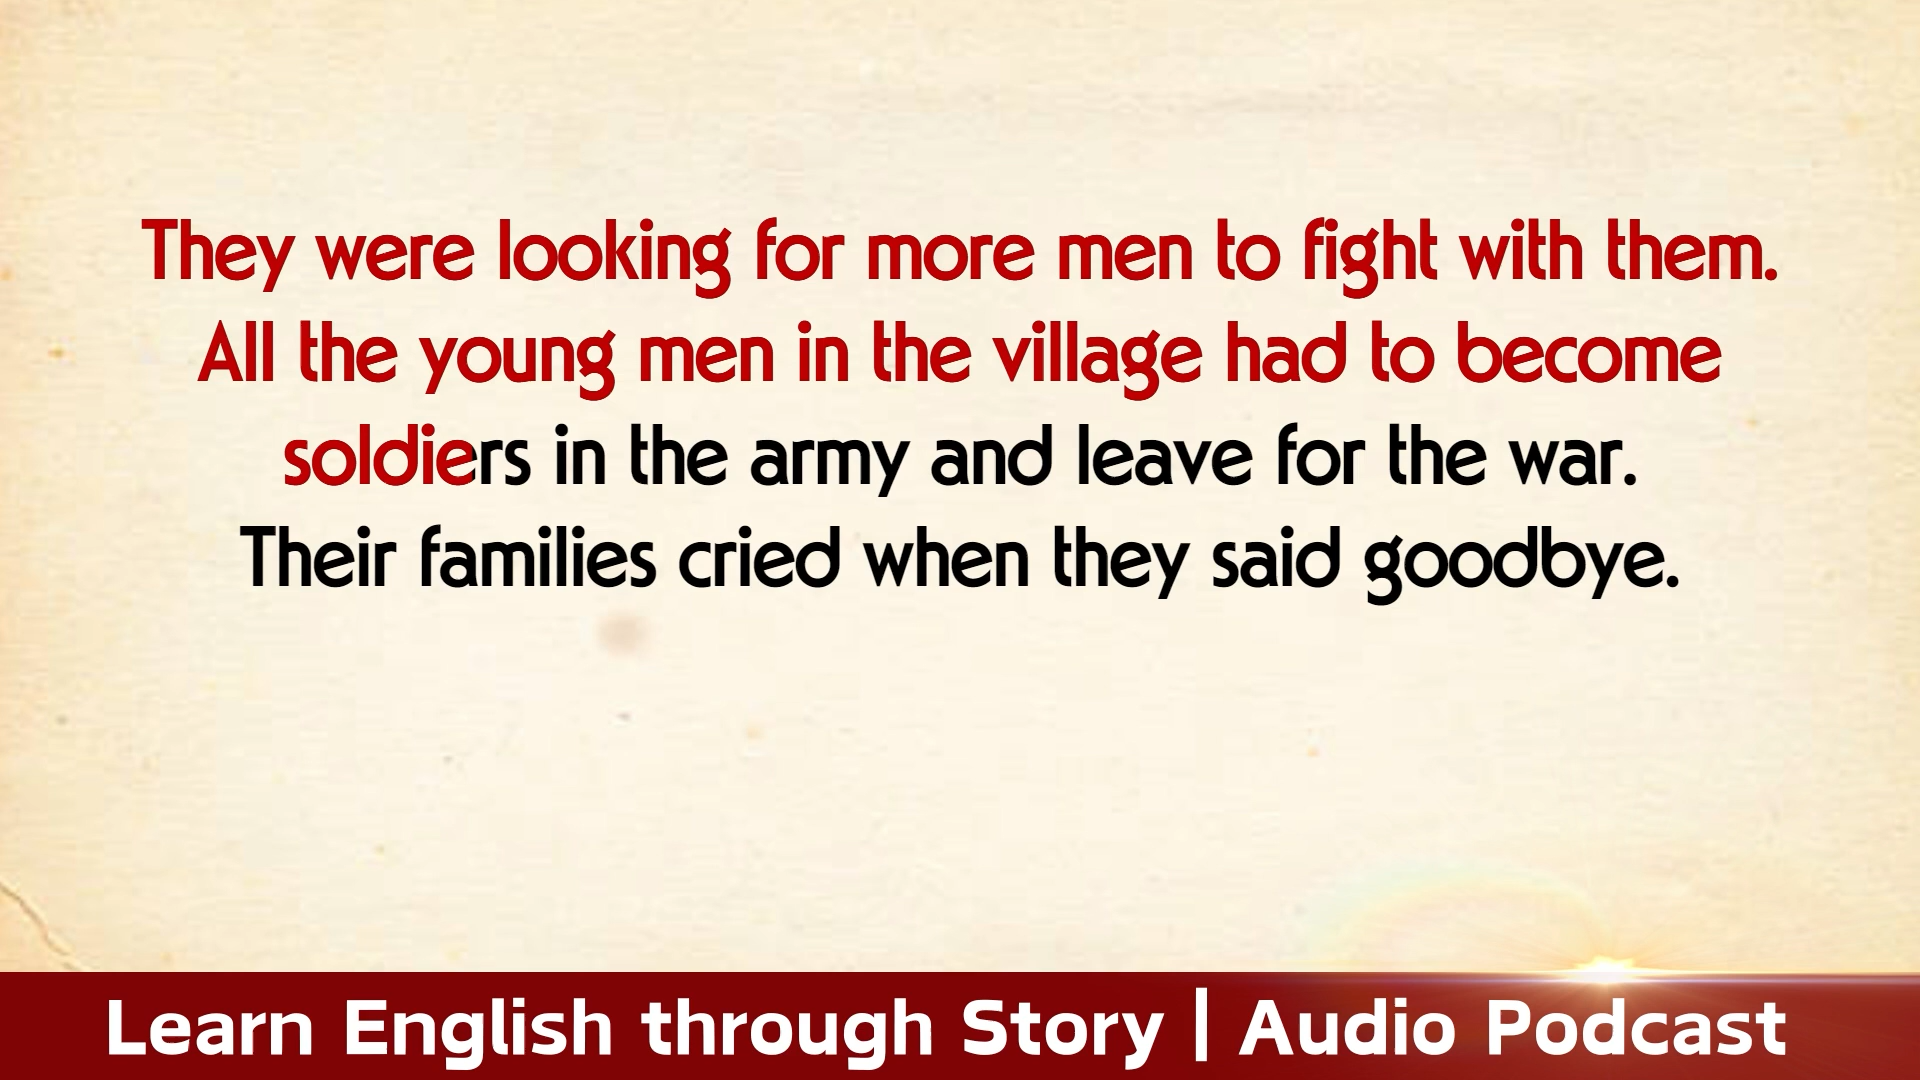 They were looking for more men to fight with them.
All the young men in the village had to become
soldiers in the army and leave for the war.
Their families cried when they said goodbye.
Learn English through Story | Audio Podcast